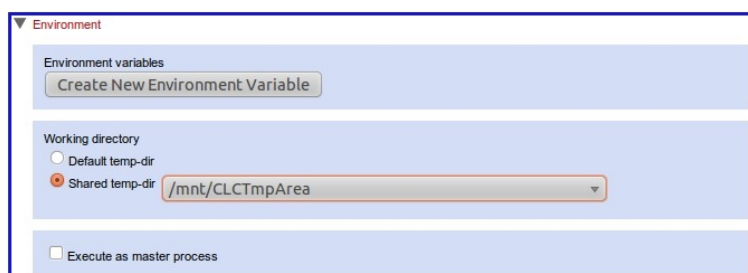 Environment
Environment variables
Create New Environment Variable
Working directory
Default temp-dir
Shared temp-dir /mnt/CLCTmpArea
Execute as master process